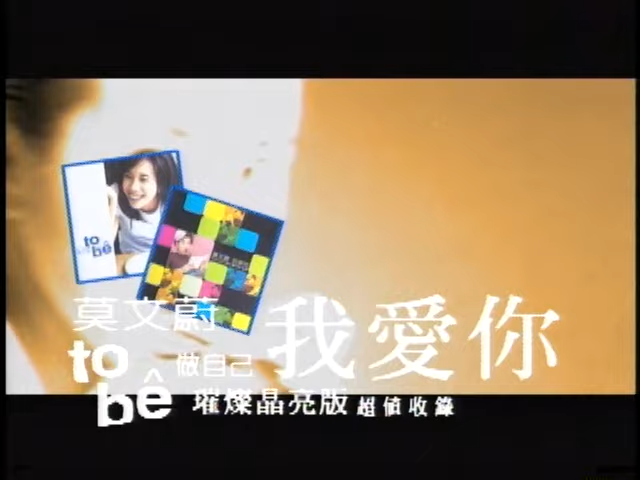 to
bê
莫文蔚
to bê
做自己
我愛你
璀燦晶亮版 超值收錄